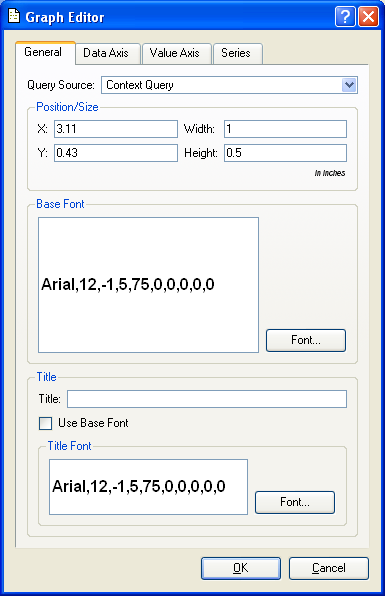 Graph Editor
?
General Data Axis Value Axis Series
Query Source: Context Query
Position/Size
X: 3.11 Width: 1
Y: 0.43 Height: 0.5
in inches
Base Font
Arial,12,-1,5,75,0,0,0,0,0
Font...
Title
Title:
Use Base Font
Title Font
Arial,12,-1,5,75,0,0,0,0,0
Font...
OK Cancel